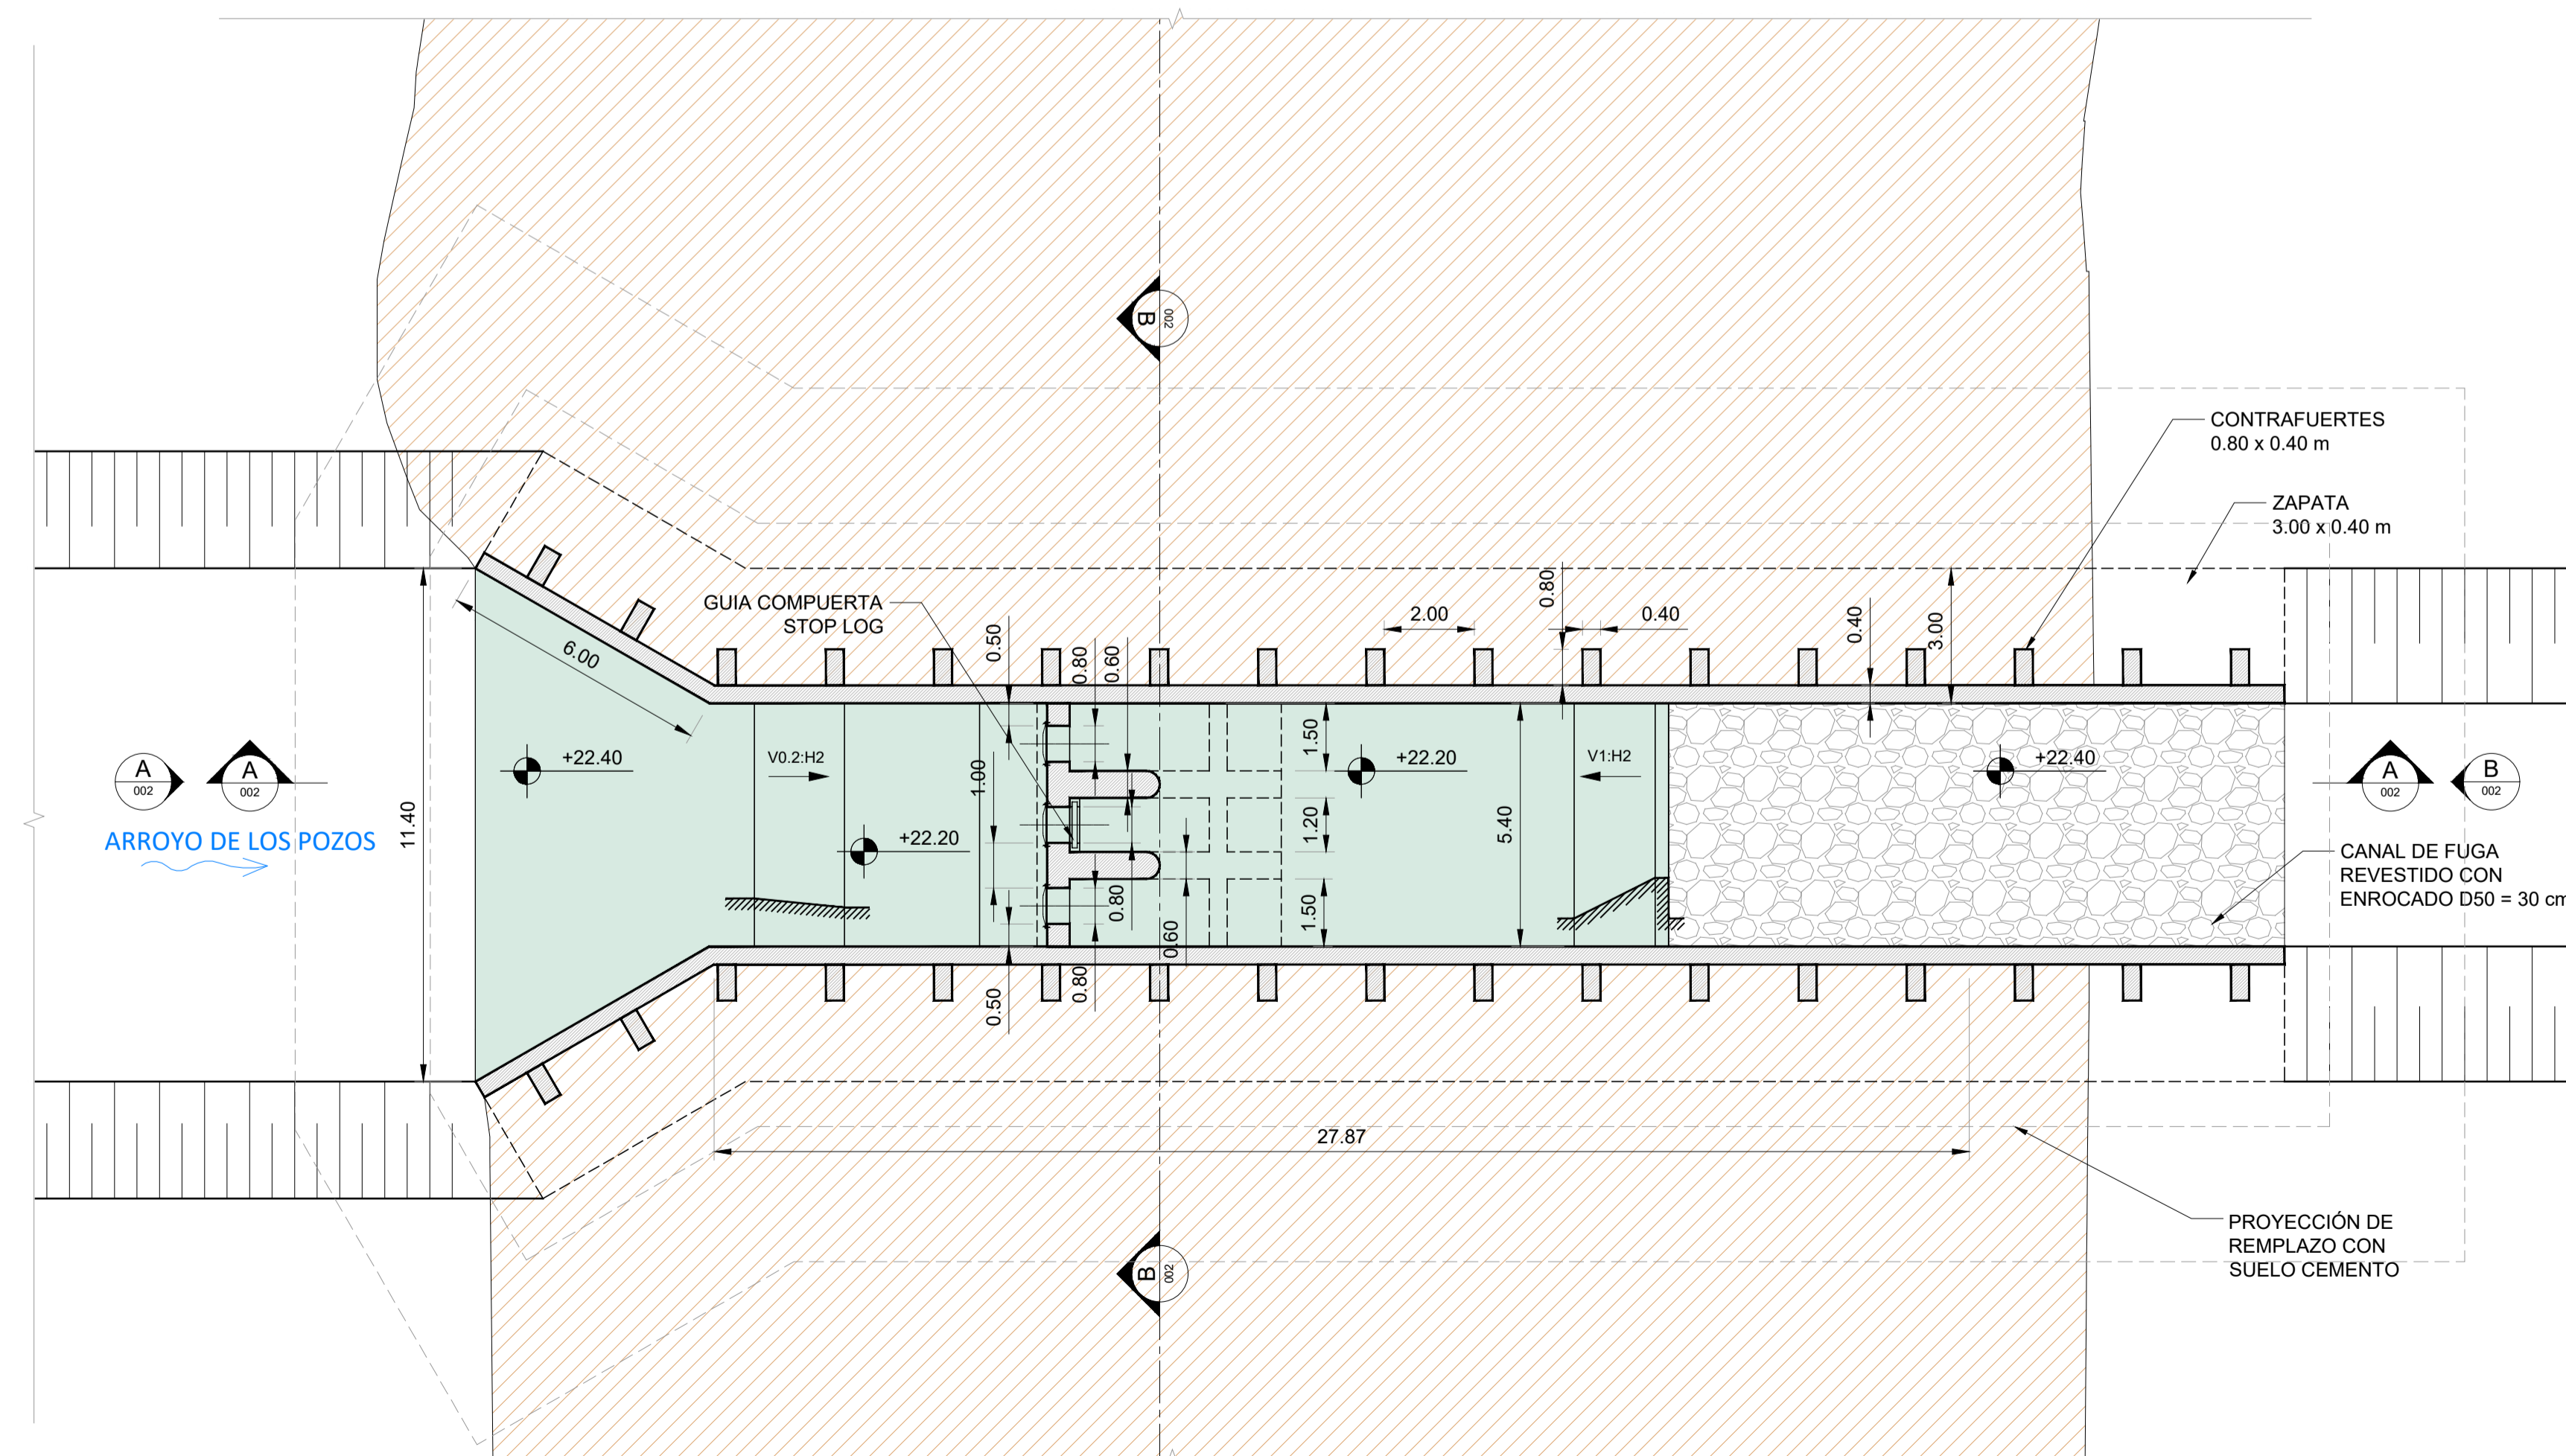 B
002
CONTRAFUERTES
0.80 x 0.40 m
ZAPATA
3.00 x 0.40 m
GUIA COMPUERTA
STOP LOG
0.50
0.80
0.60
2.00
0.80
0.40
0.40
3.00
6.00
A
002
A
002
ARROYO DE LOS POZOS
11.40
+22.40
V0.2:H2
+22.20
1.00
1.50
1.20
1.50
+22.20
5.40
V1:H2
+22.40
A
002
B
002
CANAL DE FUGA
REVESTIDO CON
ENROCADO D50 = 30 cm
0.80
0.60
0.50
0.80
27.87
PROYECCIÓN DE
REMPLAZO CON
SUELO CEMENTO
B
002